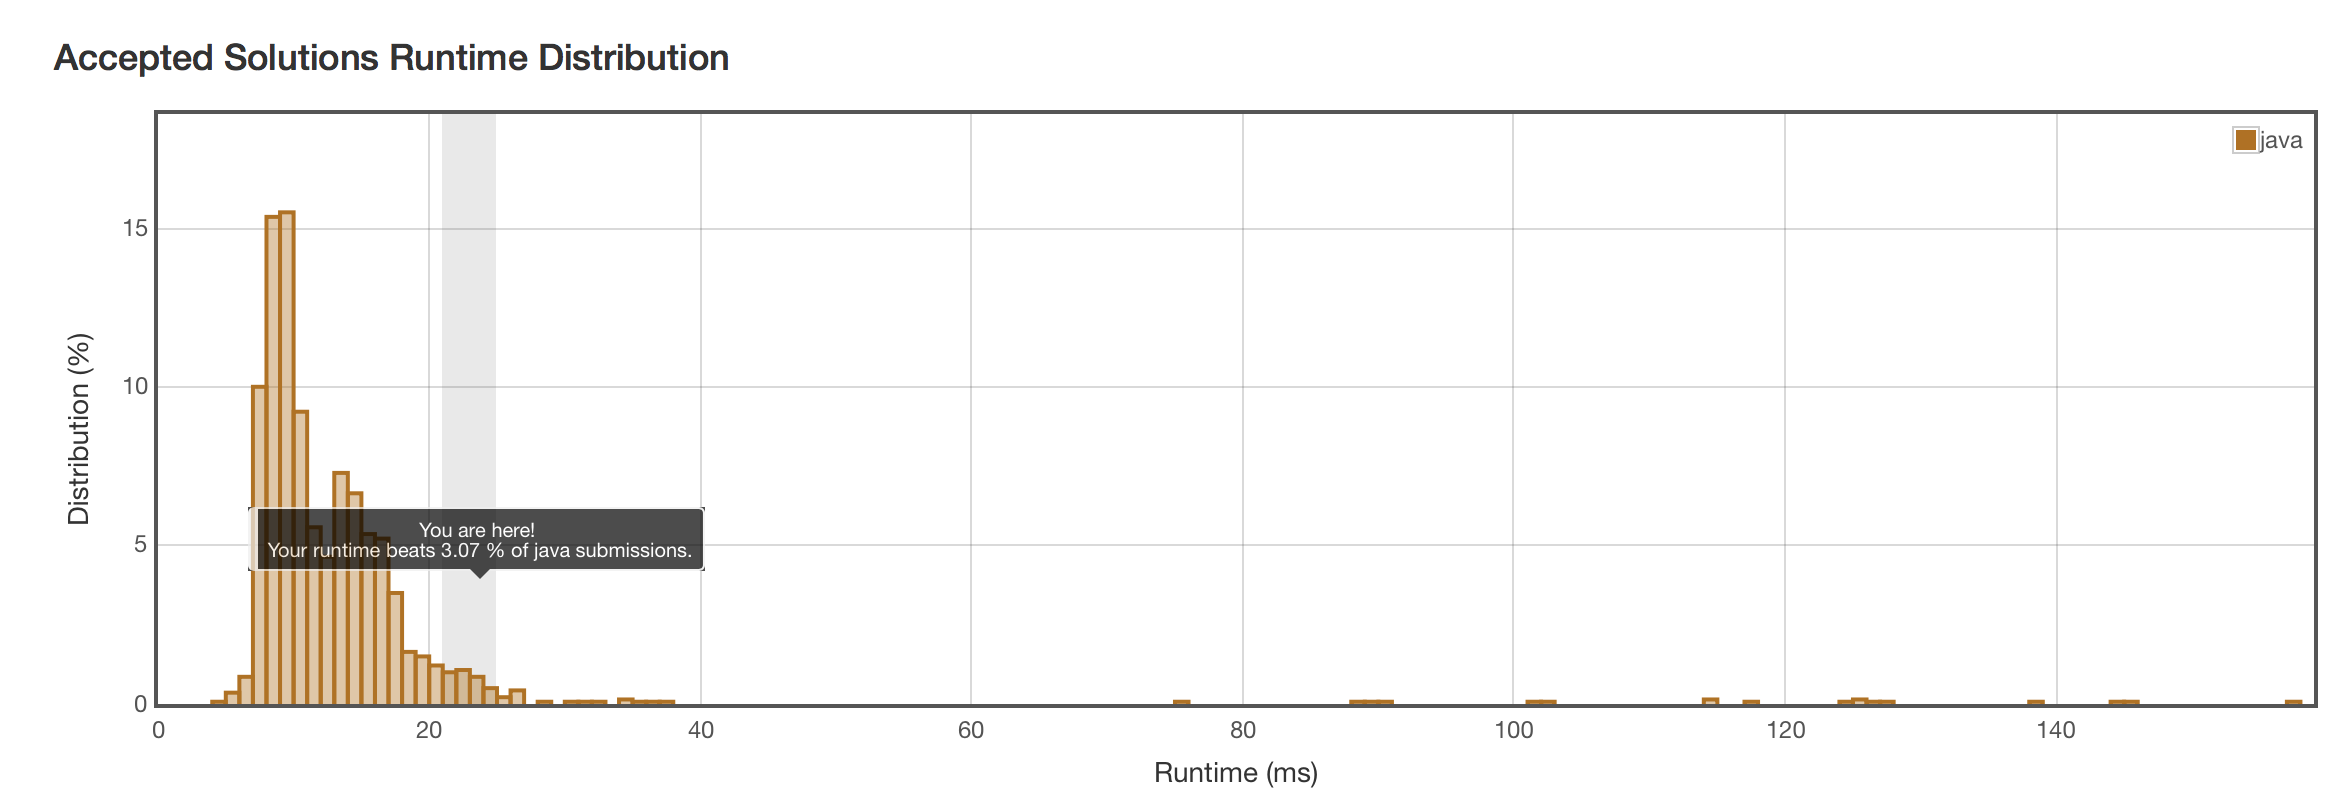 Accepted Solutions Runtime Distribution
java
15
10
5
0
Distribution (%)
You are here!
Your runtime beats 3.07 % of java submissions.
0 20 40 60 80 100 120 140
Runtime (ms)